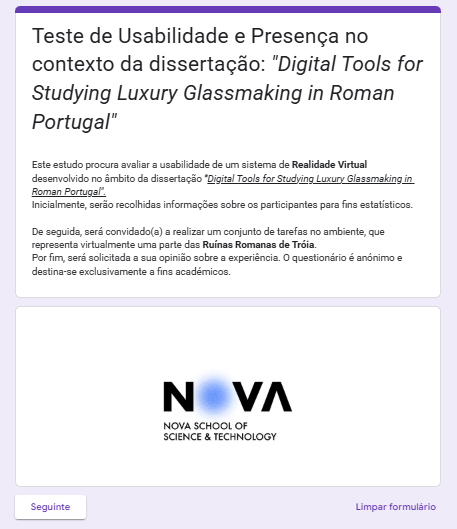 Teste de Usabilidade e Presença no
contexto da dissertação: "Digital Tools for
Studying Luxury Glassmaking in Roman
Portugal"
Este estudo procura avaliar a usabilidade de um sistema de Realidade Virtual
desenvolvido no âmbito da dissertação "Digital Tools for Studying Luxury Glassmaking in
Roman Portugal".
Inicialmente, serão recolhidas informações sobre os participantes para fins estatísticos.
De seguida, será convidado(a) a realizar um conjunto de tarefas no ambiente, que
representa virtualmente uma parte das Ruínas Romanas de Tróia.
Por fim, será solicitada a sua opinião sobre a experiência. O questionário é anónimo e
destina-se exclusivamente a fins académicos.
NOVA
NOVA SCHOOL OF
SCIENCE & TECHNOLOGY
Seguinte
Limpar formulário